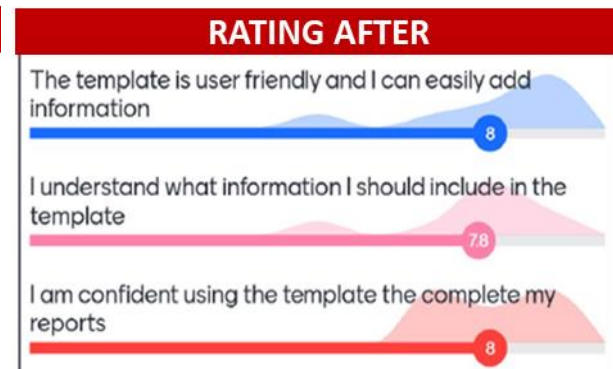 RATING AFTER
The template is user friendly and I can easily add
information
8
I understand what information I should include in the
template
7.8
I am confident using the template the complete my
reports
8